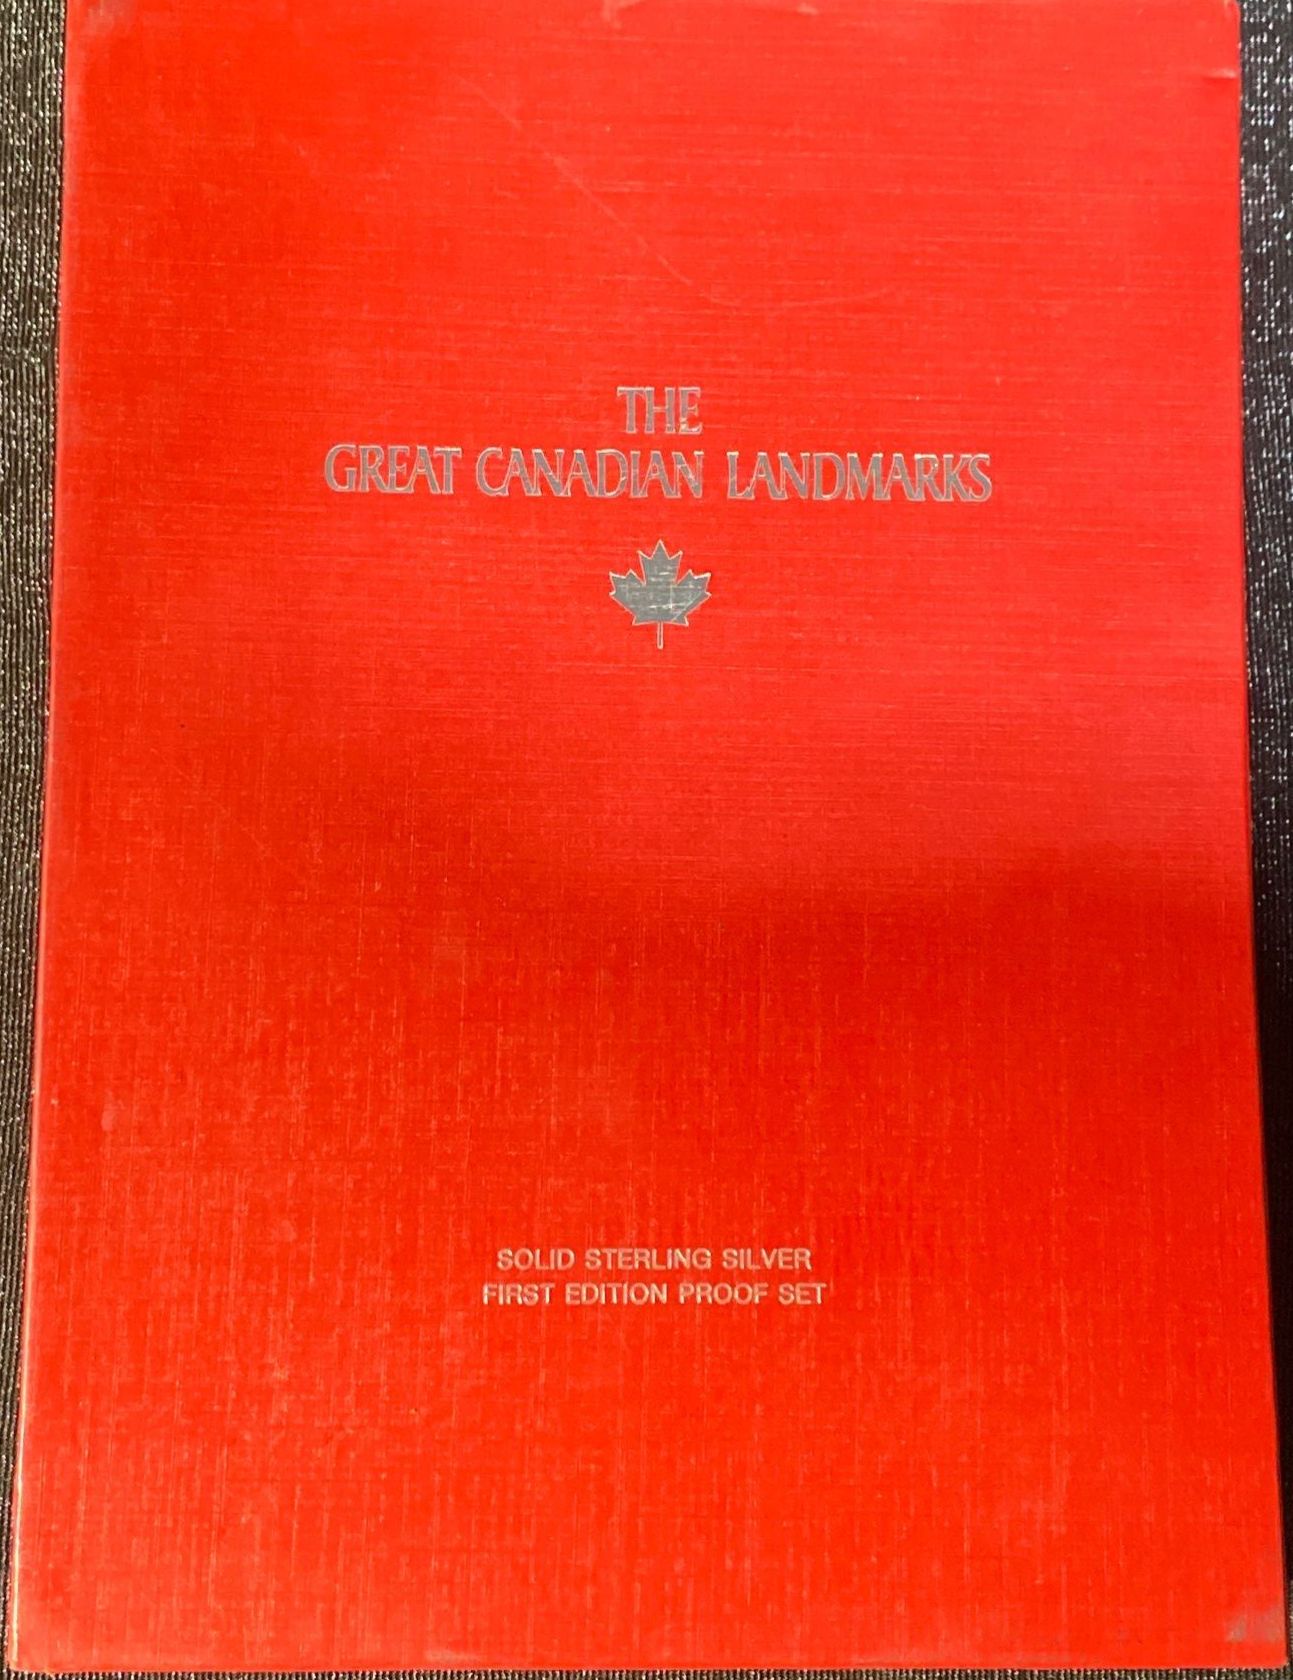 THE
GREAT CANADIAN LANDMARKS
SOLID STERLING SILVER
FIRST EDITION PROOF SET